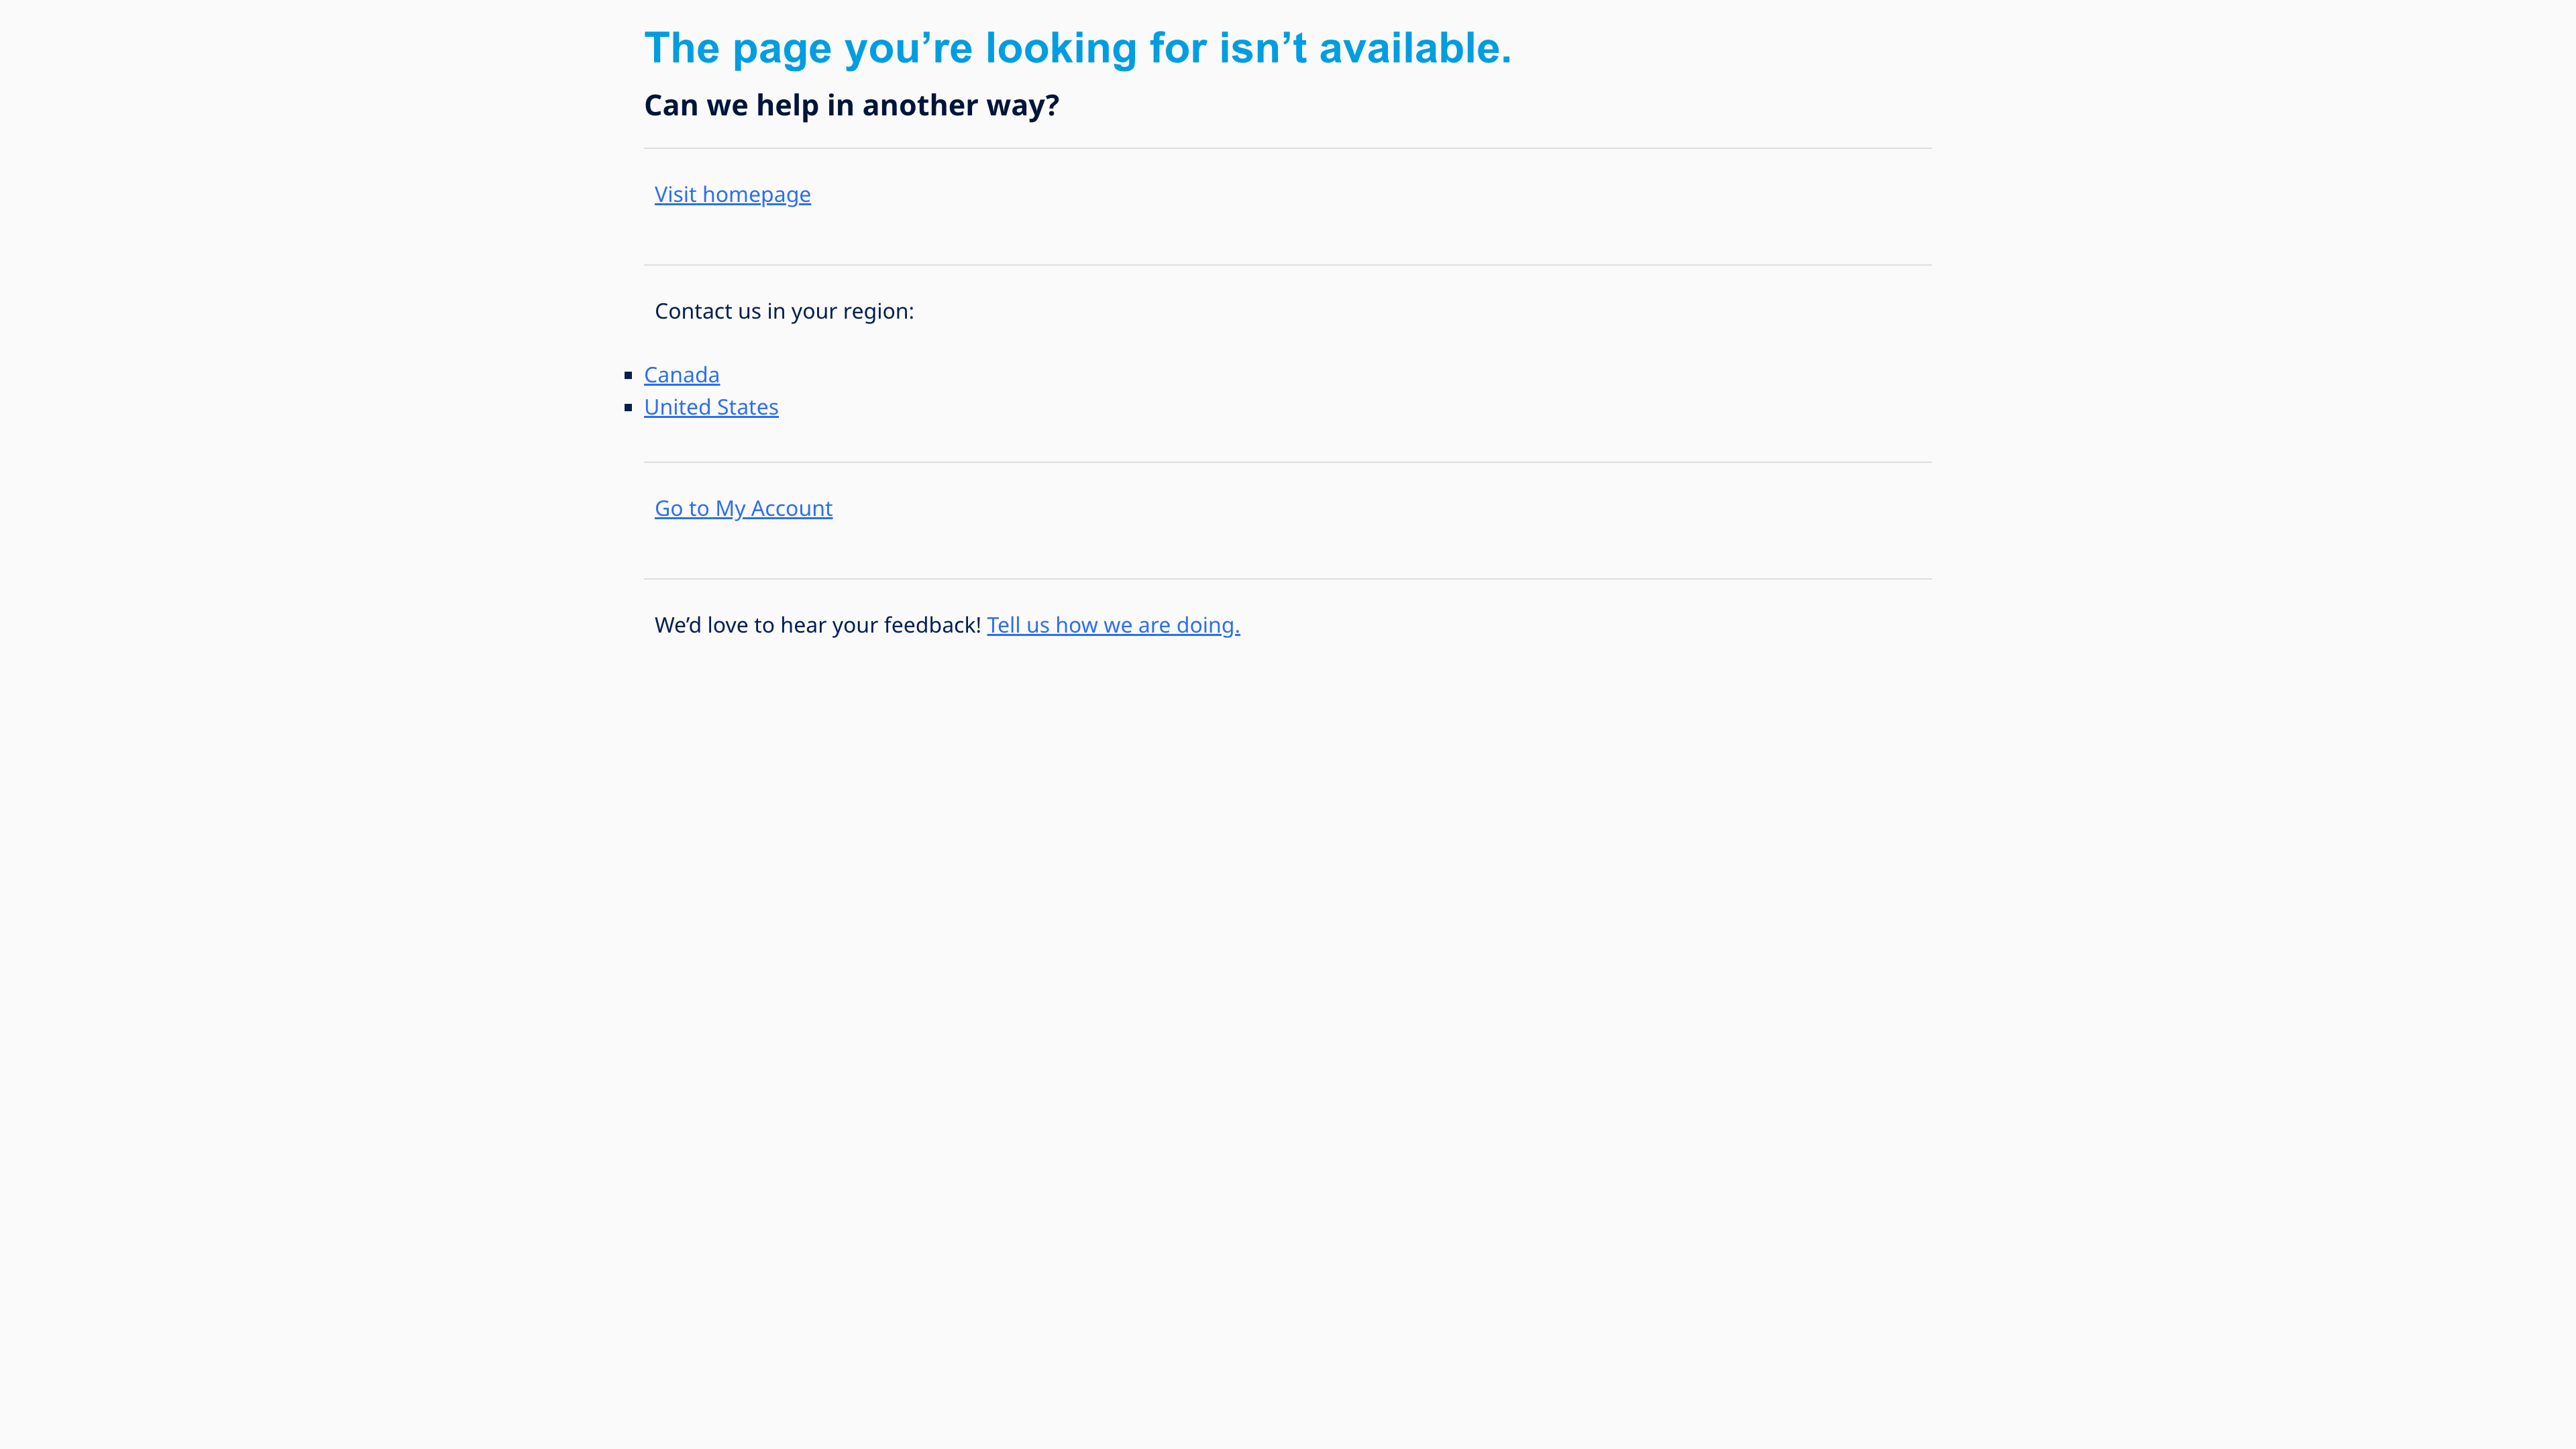 The page you’re looking for isn’t available.
Can we help in another way?
Visit homepage
Contact us in your region:
Canada
United States
Go to My Account
We’d love to hear your feedback! Tell us how we are doing.